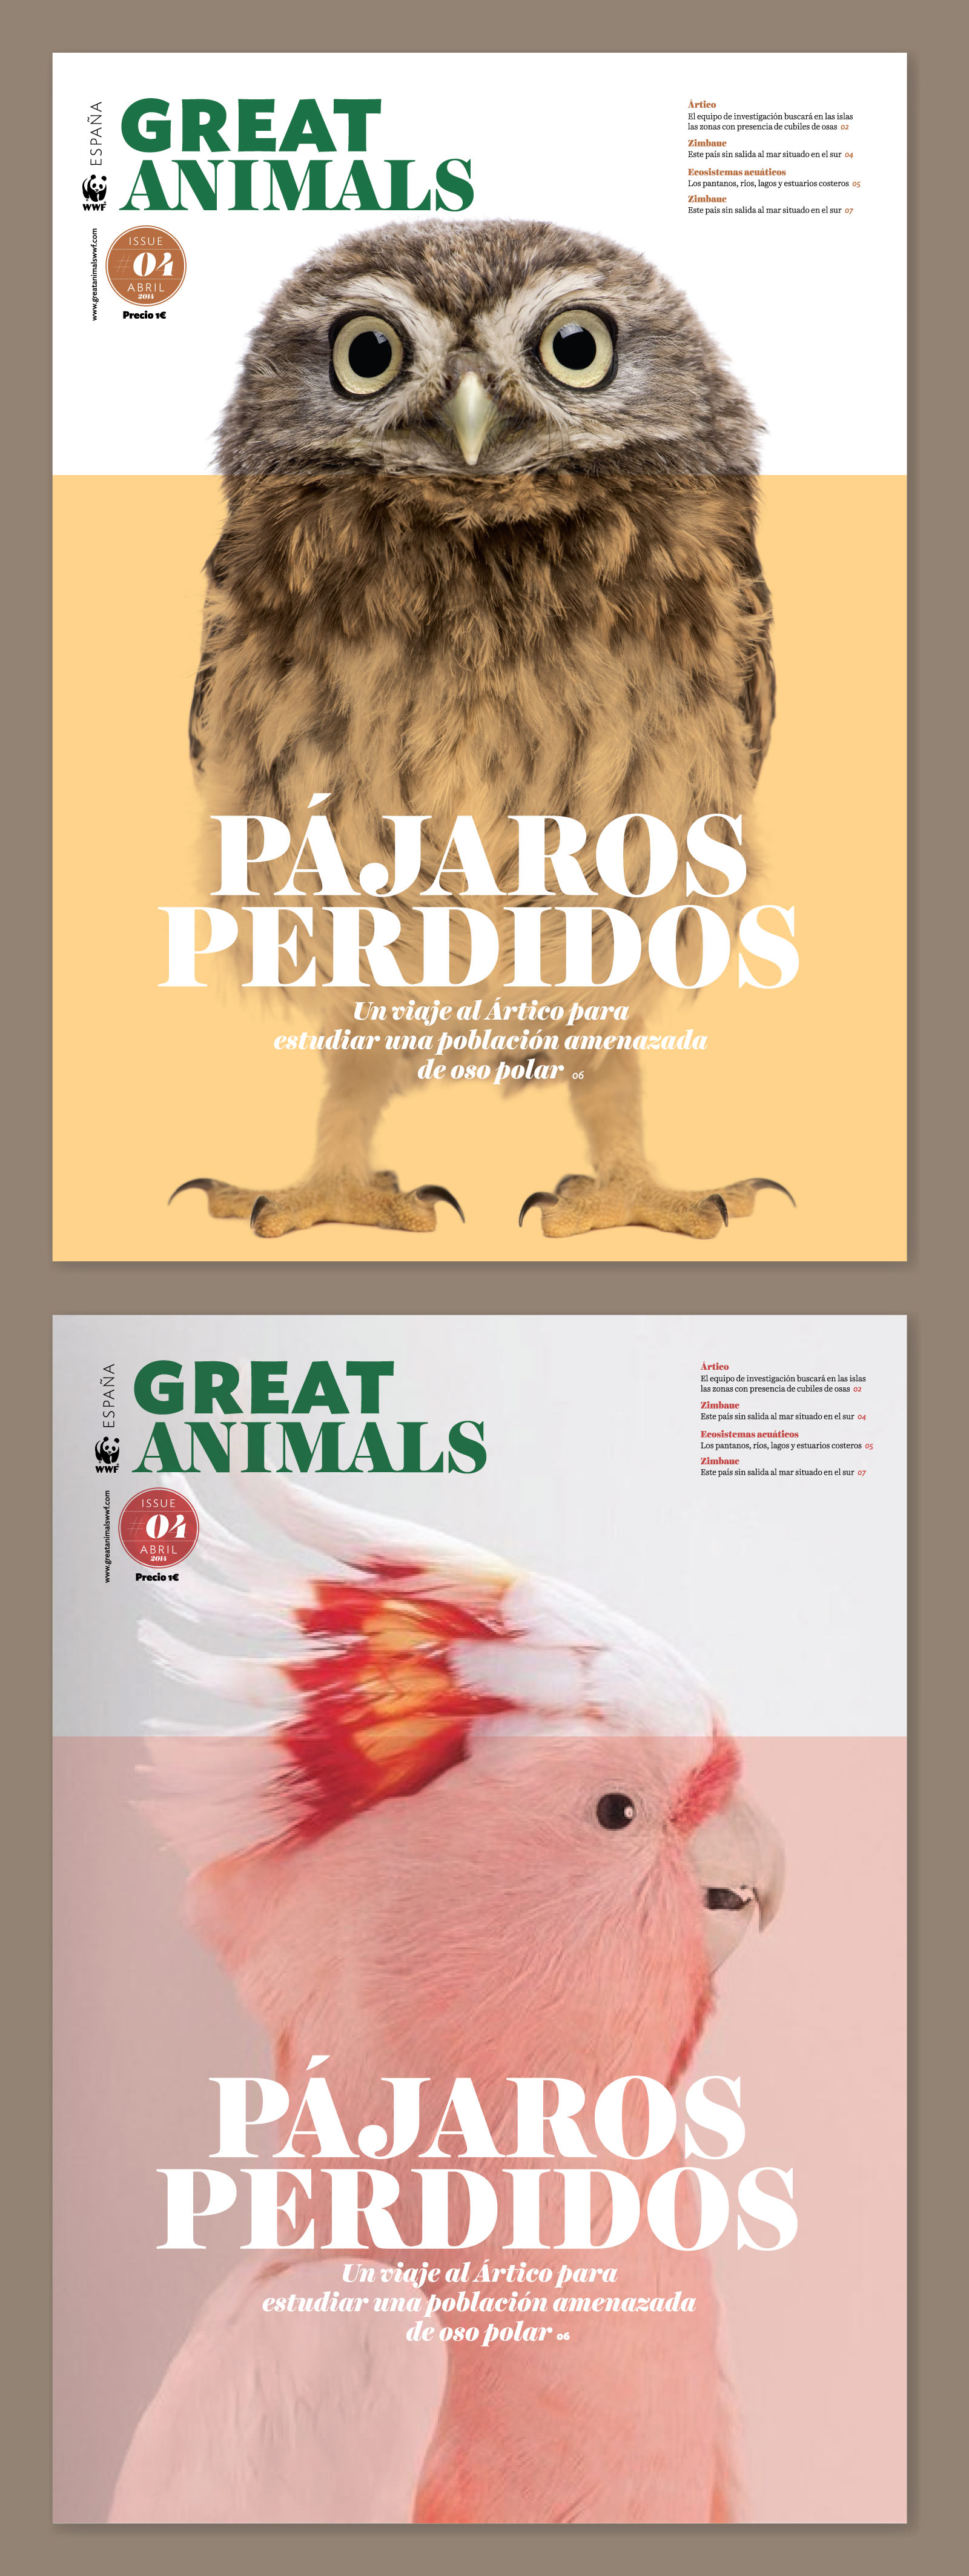 ESPAÑA
WWF
GREAT
ANIMALS
www.greatanimalswwf.com
ISSUE
#04
ABRIL
2014
Precio 1€
Ártico
El equipo de investigación buscará en las islas
las zonas con presencia de cubiles de osas 02
Zimbaue
Este país sin salida al mar situado en el sur 04
Ecosistemas acuáticos
Los pantanos, ríos, lagos y estuarios costeros 05
Zimbaue
Este país sin salida al mar situado en el sur 07
PÁJAROS
PERDIDOS
Un viaje al Ártico para
estudiar una población amenazada
de oso polar 06
ESPAÑA
WWF
GREAT
ANIMALS
www.greatanimalswwf.com
ISSUE
#04
ABRIL
2014
Precio 1€
Ártico
El equipo de investigación buscará en las islas
las zonas con presencia de cubiles de osas 02
Zimbaue
Este país sin salida al mar situado en el sur 04
Ecosistemas acuáticos
Los pantanos, ríos, lagos y estuarios costeros 05
Zimbaue
Este país sin salida al mar situado en el sur 07
PÁJAROS
PERDIDOS
Un viaje al Ártico para
estudiar una población amenazada
de oso polar 06